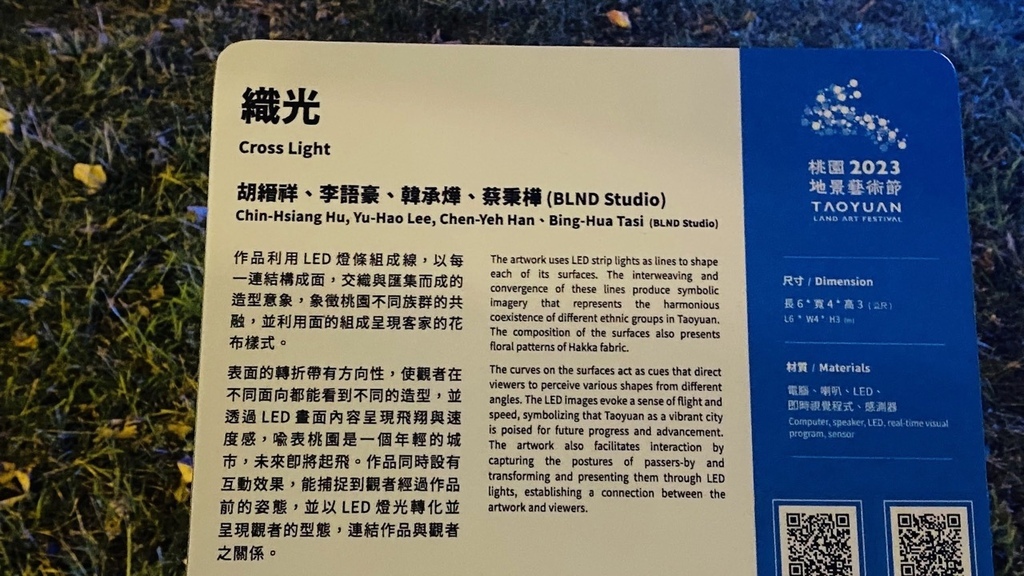 織光
Cross Light
胡縉祥、李語豪、韓承燁、蔡秉樺 (BLND Studio)
Chin-Hsiang Hu, Yu-Hao Lee, Chen-Yeh Han、Bing-Hua Tasi (BLND Studio)
作品利用 LED 燈條組成線，以每
一連結構成面，交織與匯集而成的
造型意象，象徵桃園不同族群的共
融，並利用面的組成呈現客家的花
布樣式。
表面的轉折帶有方向性，使觀者在
不同面向都能看到不同的造型，並
透過 LED 畫面內容呈現飛翔與速
度感，喻表桃園是一個年輕的城
市，未來即將起飛。作品同時設有
互動效果，能捕捉到觀者經過作品
前的姿態，並以 LED 燈光轉化並
呈現觀者的型態，連結作品與觀者
之關係。
The artwork uses LED strip lights as lines to shape
each of its surfaces. The interweaving and
convergence of these lines produce symbolic
imagery that represents the harmonious
coexistence of different ethnic groups in Taoyuan.
The composition of the surfaces also presents
floral patterns of Hakka fabric.
The curves on the surfaces act as cues that direct
viewers to perceive various shapes from different
angles. The LED images evoke a sense of flight and
speed, symbolizing that Taoyuan as a vibrant city
is poised for future progress and advancement.
The artwork also facilitates interaction by
capturing the postures of passers-by and
transforming and presenting them through LED
lights, establishing a connection between the
artwork and viewers.
桃園 2023
地景藝術節
TAOYUAN
LAND ART FESTIVAL
尺寸 / Dimension
長 6 * 寬 4 * 高 3 (公尺)
L6 * W4 * H3 (m)
材質 / Materials
電腦、喇叭、LED、
即時視覺程式、感測器
Computer, speaker, LED, real-time visual
program, sensor